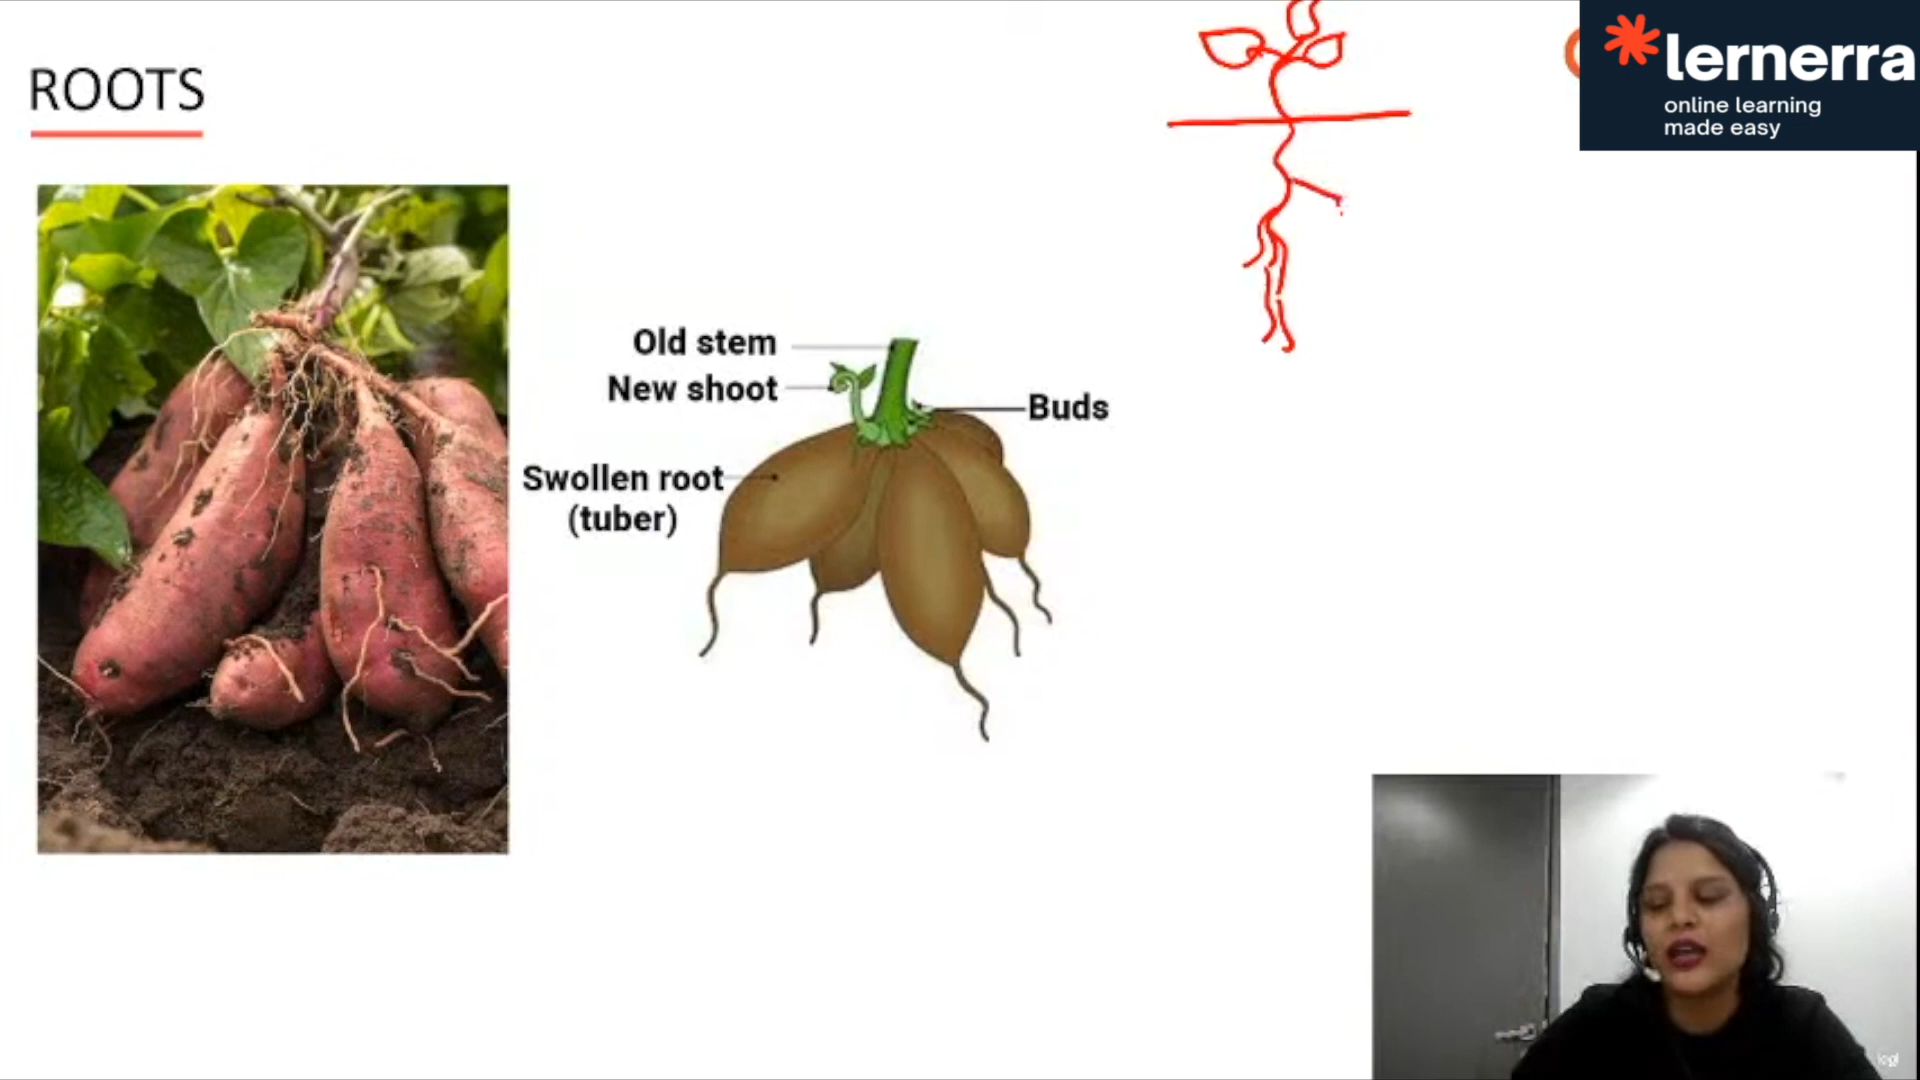 ROOTS
lernerra
online learning
made easy
Old stem
New shoot
Buds
Swollen root
(tuber)